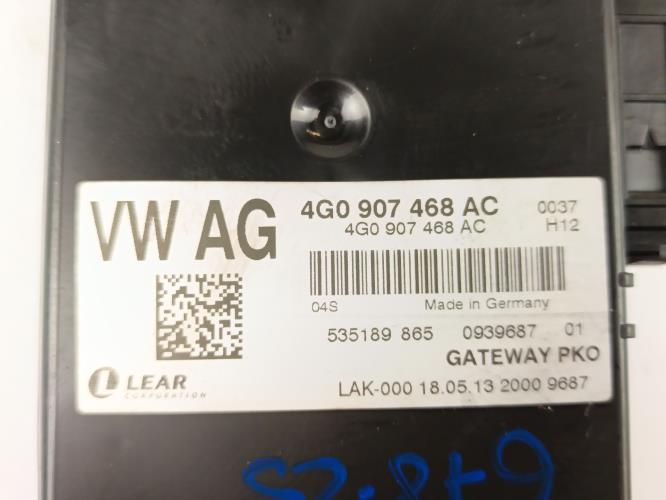 VW AG
4G0 907 468 AC 0037
4G0 907 468 AC H12
04S Made in Germany
535189 865 0939687 01
GATEWAY PKO
LEAR
CORPORATION
LAK-000 18.05.13 2000 9687